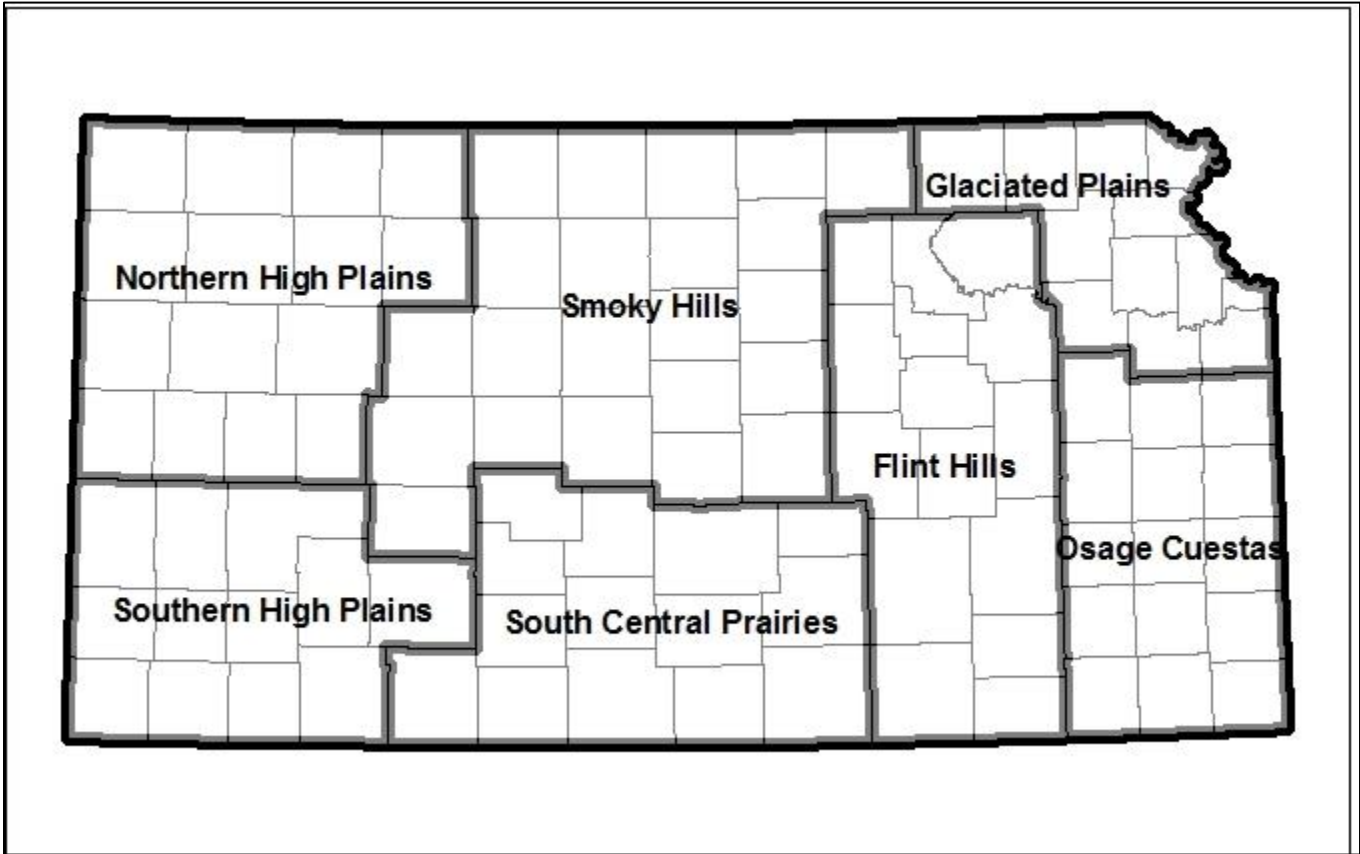 Glaciated Plains
Northern High Plains
Smoky Hills
Flint Hills
Osage Cuestas
Southern High Plains
South Central Prairies